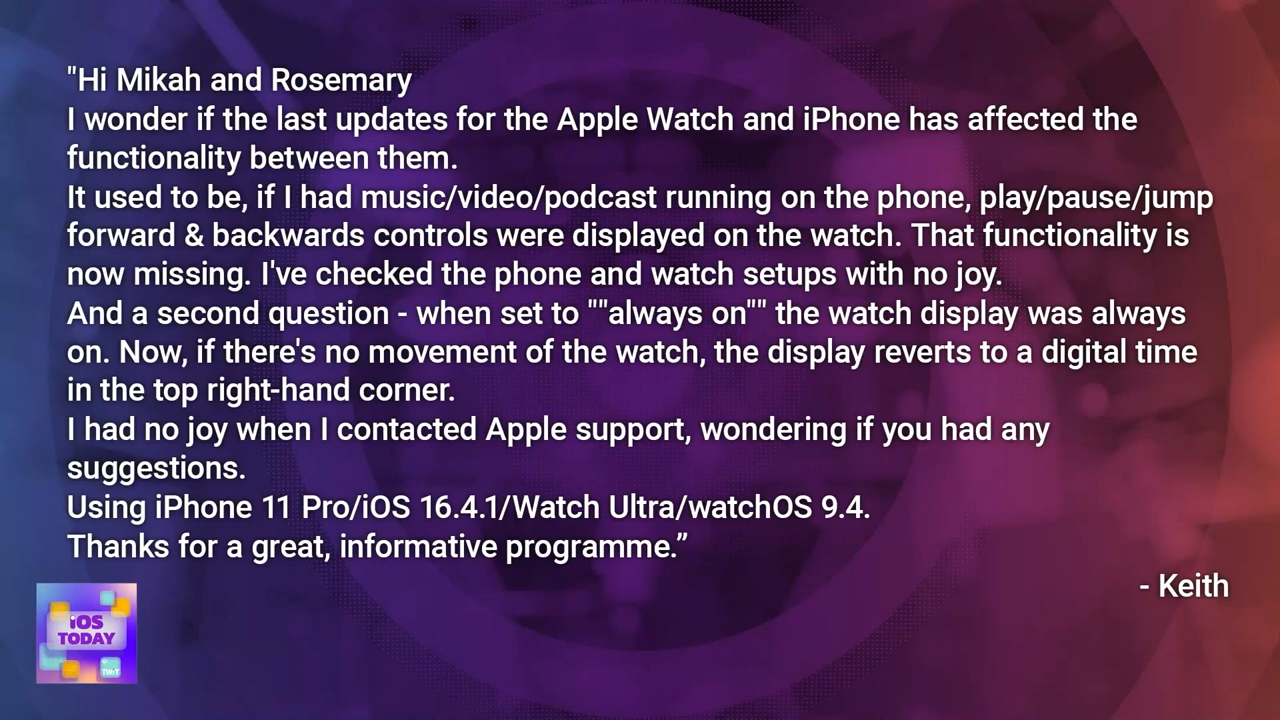 "Hi Mikah and Rosemary
I wonder if the last updates for the Apple Watch and iPhone has affected the
functionality between them.
It used to be, if I had music/video/podcast running on the phone, play/pause/jump
forward & backwards controls were displayed on the watch. That functionality is
now missing. I've checked the phone and watch setups with no joy.
And a second question - when set to ""always on"" the watch display was always
on. Now, if there's no movement of the watch, the display reverts to a digital time
in the top right-hand corner.
I had no joy when I contacted Apple support, wondering if you had any
suggestions.
Using iPhone 11 Pro/iOS 16.4.1/Watch Ultra/watchOS 9.4.
Thanks for a great, informative programme.”
- Keith
iOS
TODAY
TWiT